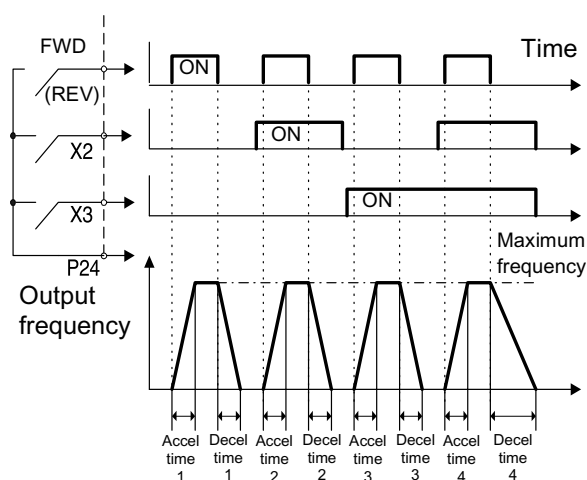 FWD
Time
ON
(REV)
X2
ON
X3
ON
P24
Maximum
frequency
Output
frequency
Accel
time
1
Decel
time
1
Accel
time
2
Decel
time
2
Accel
time
3
Decel
time
3
Accel
time
4
Decel
time
4